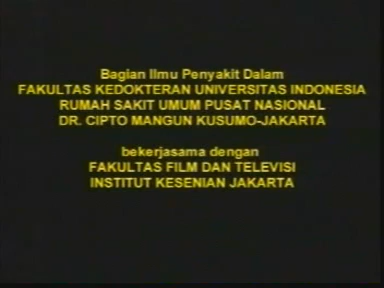 Bagian Ilmu Penyakit Dalam
FAKULTAS KEDOKTERAN UNIVERSITAS INDONESIA
RUMAH SAKIT UMUM PUSAT NASIONAL
DR. CIPTO MANGUN KUSUMO-JAKARTA
bekerjasama dengan
FAKULTAS FILM DAN TELEVISI
INSTITUT KESENIAN JAKARTA